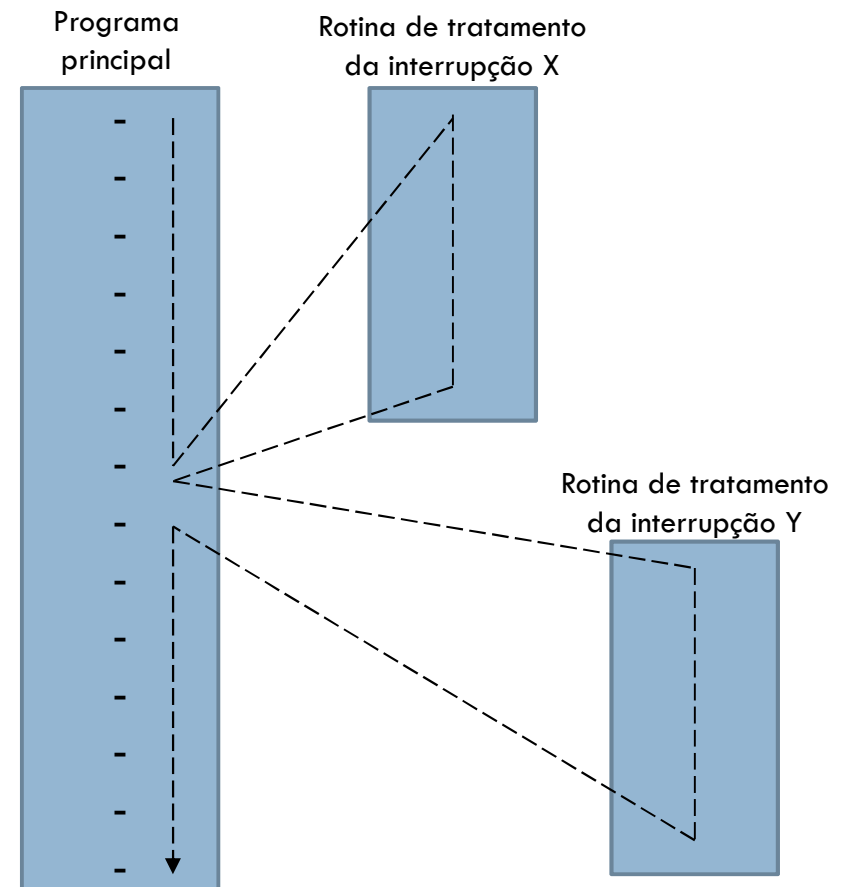 Programa
principal
Rotina de tratamento
da interrupção X
Rotina de tratamento
da interrupção Y